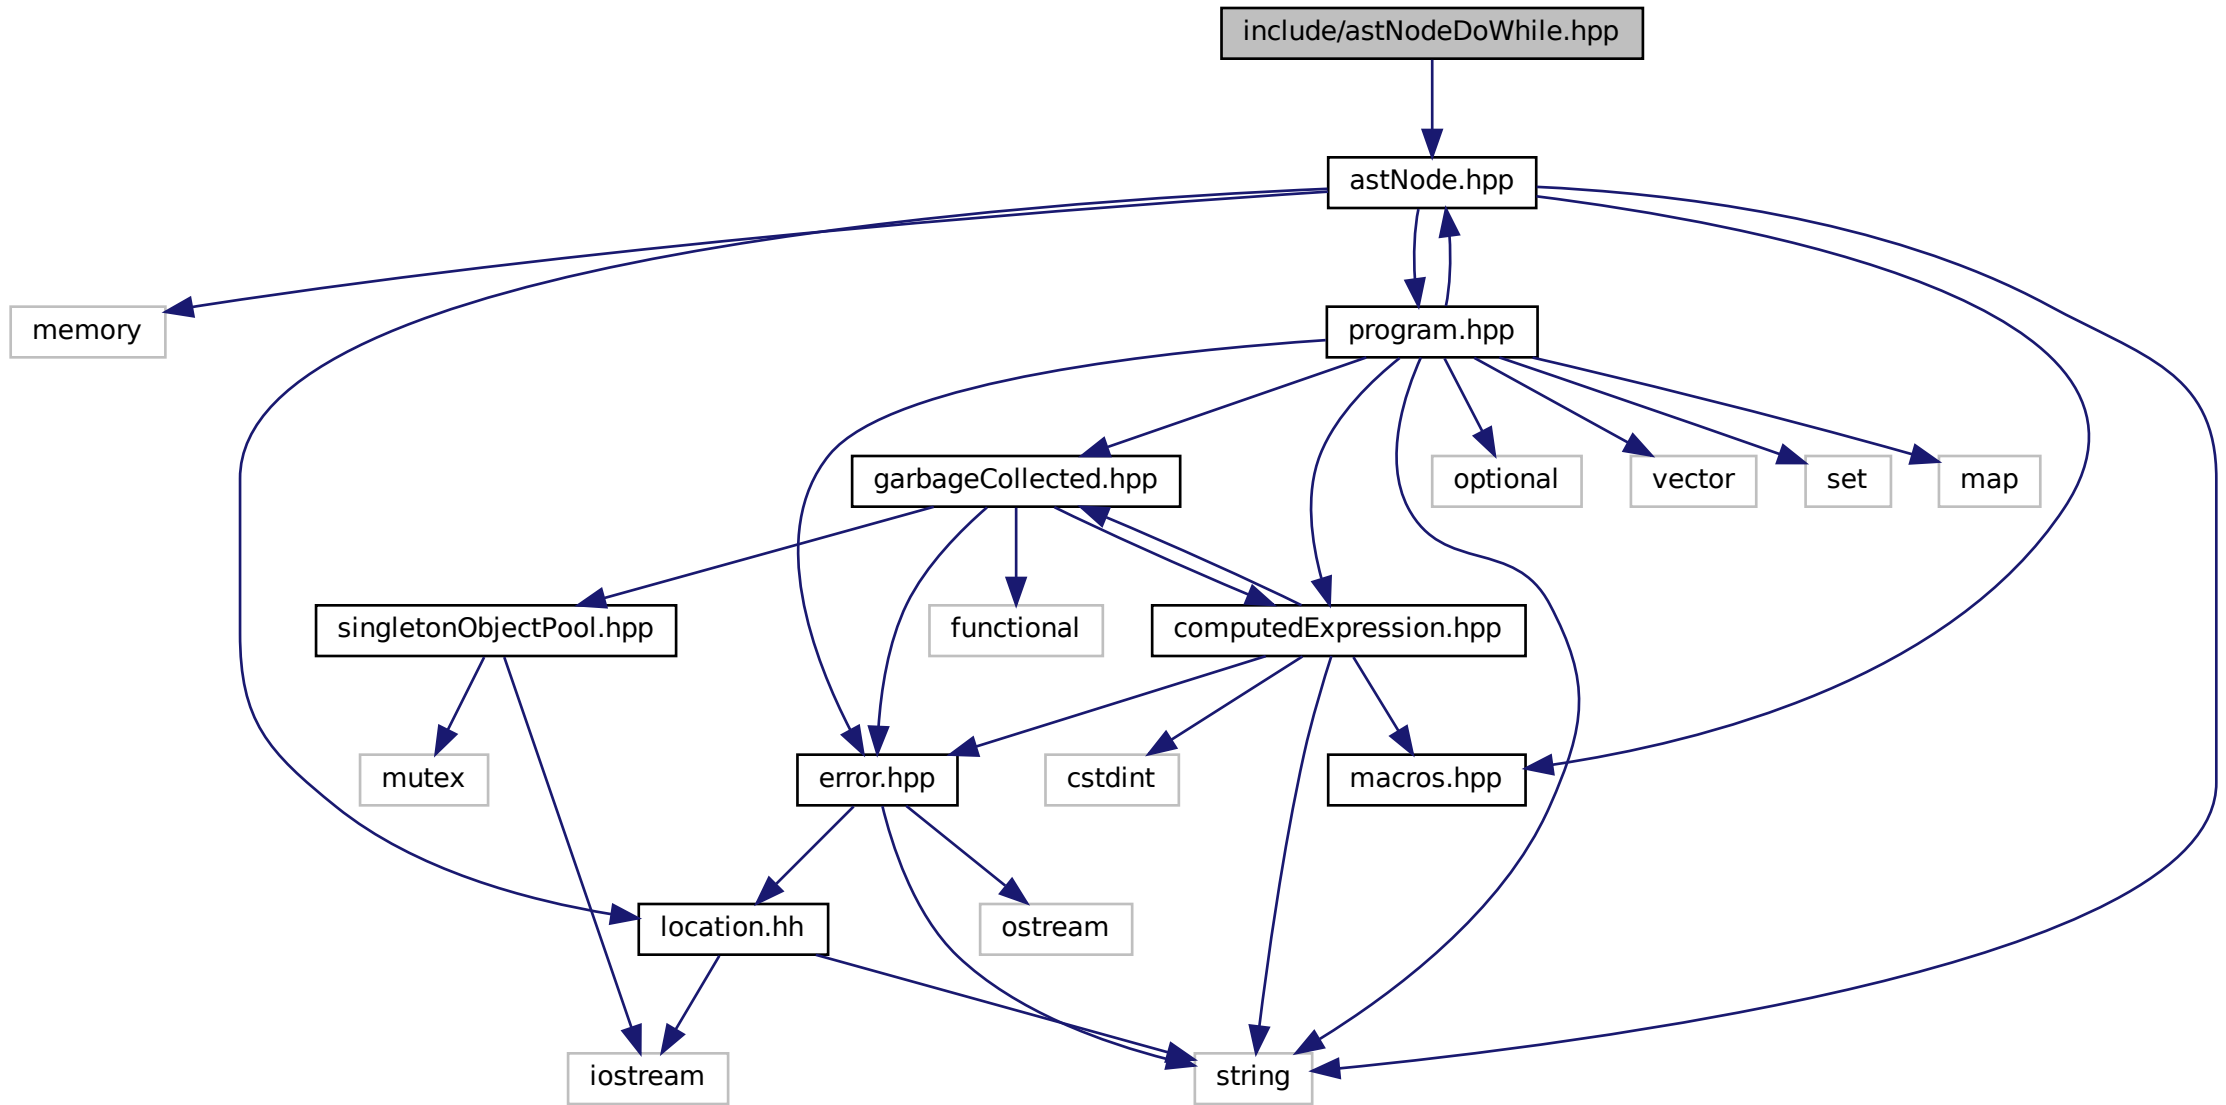 include/astNodeDoWhile.hpp
astNode.hpp
memory
program.hpp
garbageCollected.hpp
optional
vector
set
map
singletonObjectPool.hpp
functional
computedExpression.hpp
mutex
error.hpp
cstdint
macros.hpp
location.hh
ostream
iostream
string